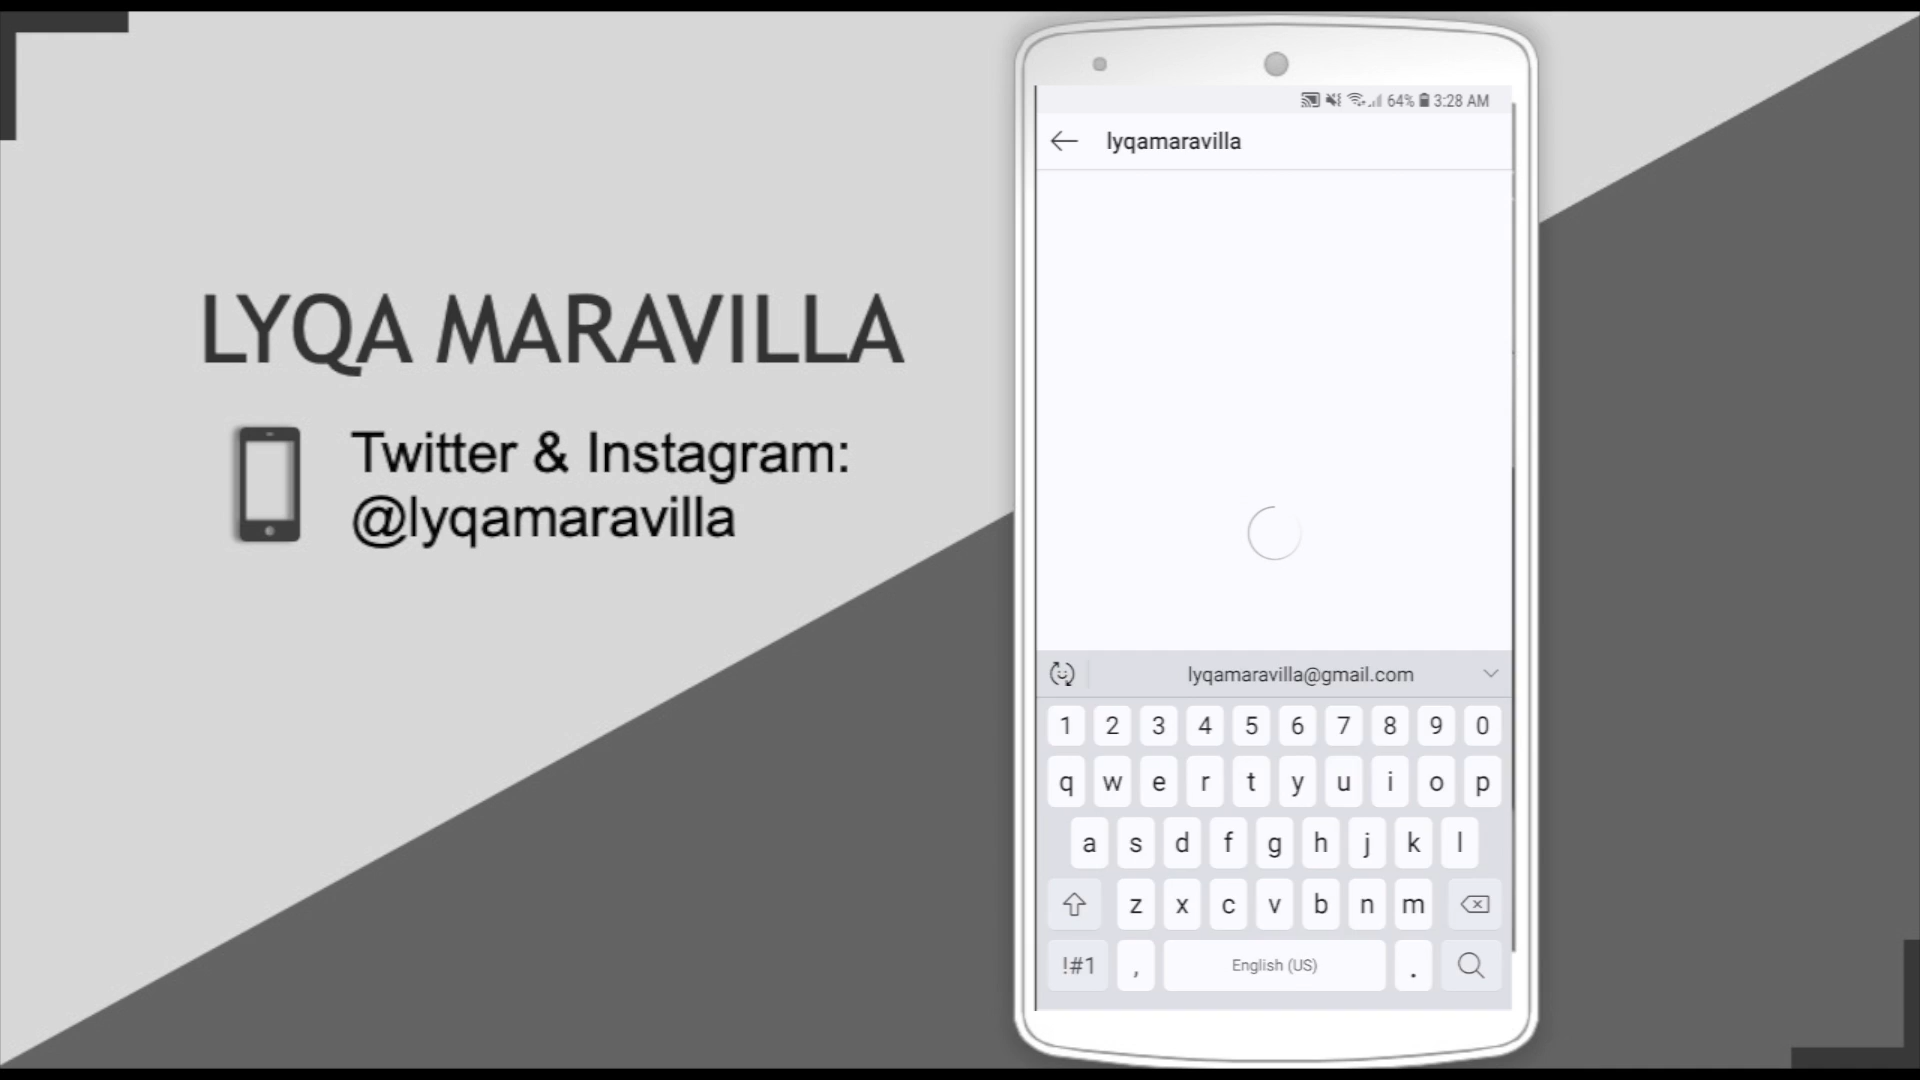 LYQA MARAVILLA
Twitter & Instagram:
@lyqamaravilla
64% 3:28 AM
lyqamaravilla
lyqamaravilla@gmail.com
1 2 3 4 5 6 7 8 9 0
q w e r t y u i o p
a s d f g h j k l
z x c v b n m
!#1 , English (US) .